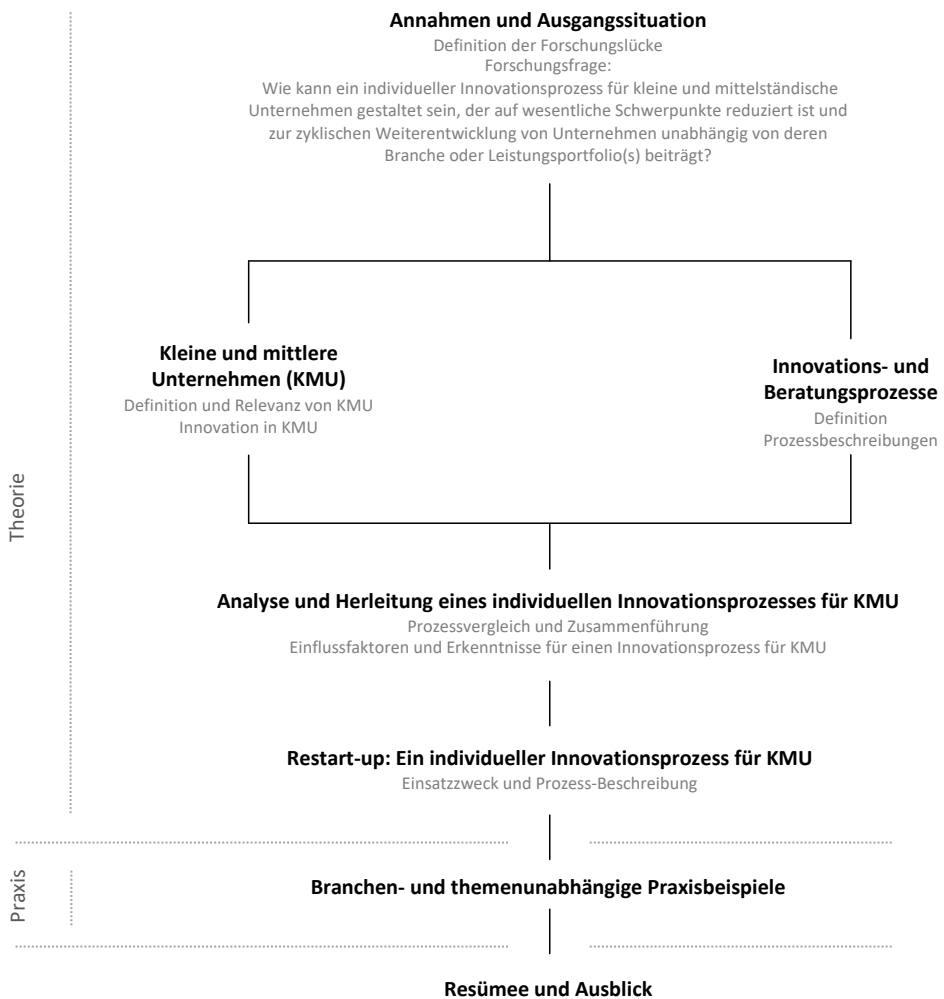 Annahmen und Ausgangssituation
Definition der Forschungslücke
Forschungsfrage:
Wie kann ein individueller Innovationsprozess für kleine und mittelständische
Unternehmen gestaltet sein, der auf wesentliche Schwerpunkte reduziert ist und
zur zyklischen Weiterentwicklung von Unternehmen unabhängig von deren
Branche oder Leistungsportfolio(s) beiträgt?
Kleine und mittlere
Unternehmen (KMU)
Definition und Relevanz von KMU
Innovation in KMU
Innovations- und
Beratungsprozesse
Definition
Prozessbeschreibungen
Theorie
Analyse und Herleitung eines individuellen Innovationsprozesses für KMU
Prozessvergleich und Zusammenführung
Einflussfaktoren und Erkenntnisse für einen Innovationsprozess für KMU
Restart-up: Ein individueller Innovationsprozess für KMU
Einsatzzweck und Prozess-Beschreibung
Praxis
Branchen- und themenunabhängige Praxisbeispiele
Resümee und Ausblick